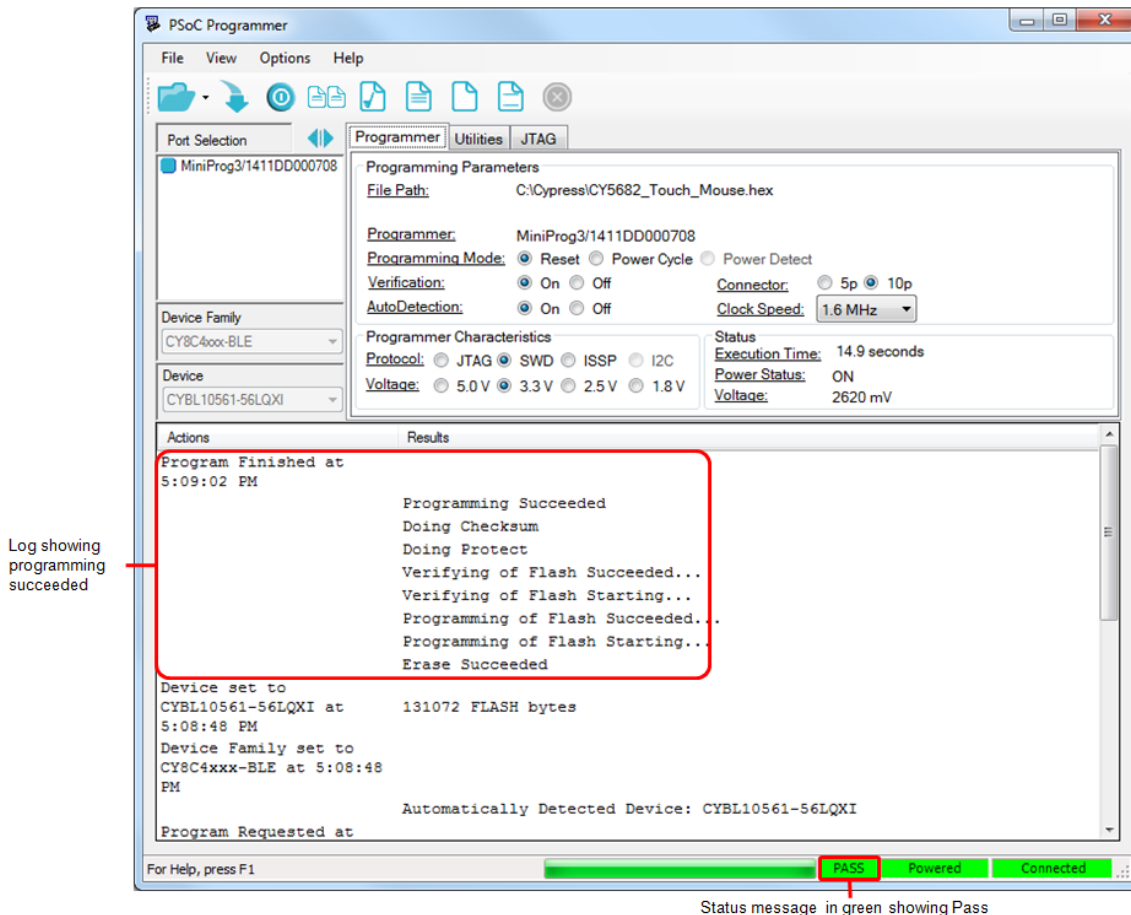 PSoC Programmer
File View Options Help
Port Selection
MiniProg3/1411DD000708
Device Family
CY8C4xxx-BLE
Device
CYBL10561-56LQXI
Programmer Utilities JTAG
Programming Parameters
File Path: C:\Cypress\CY5682_Touch_Mouse.hex
Programmer: MiniProg3/1411DD000708
Programming Mode: Reset Power Cycle Power Detect
Verification: On Off
Connector: 5p 10p
AutoDetection: On Off
Clock Speed: 1.6 MHz
Programmer Characteristics
Protocol: JTAG SWD ISSP I2C
Voltage: 5.0 V 3.3 V 2.5 V 1.8 V
Status
Execution Time: 14.9 seconds
Power Status: ON
Voltage: 2620 mV
Actions Results
Program Finished at
5:09:02 PM
Programming Succeeded
Doing Checksum
Doing Protect
Verifying of Flash Succeeded...
Verifying of Flash Starting...
Programming of Flash Succeeded...
Programming of Flash Starting...
Erase Succeeded
Log showing
programming
succeeded
Device set to
CYBL10561-56LQXI at 131072 FLASH bytes
5:08:48 PM
Device Family set to
CY8C4xxx-BLE at 5:08:48
PM
Automatically Detected Device: CYBL10561-56LQXI
Program Requested at
For Help, press F1
PASS Powered Connected
Status message in green showing Pass